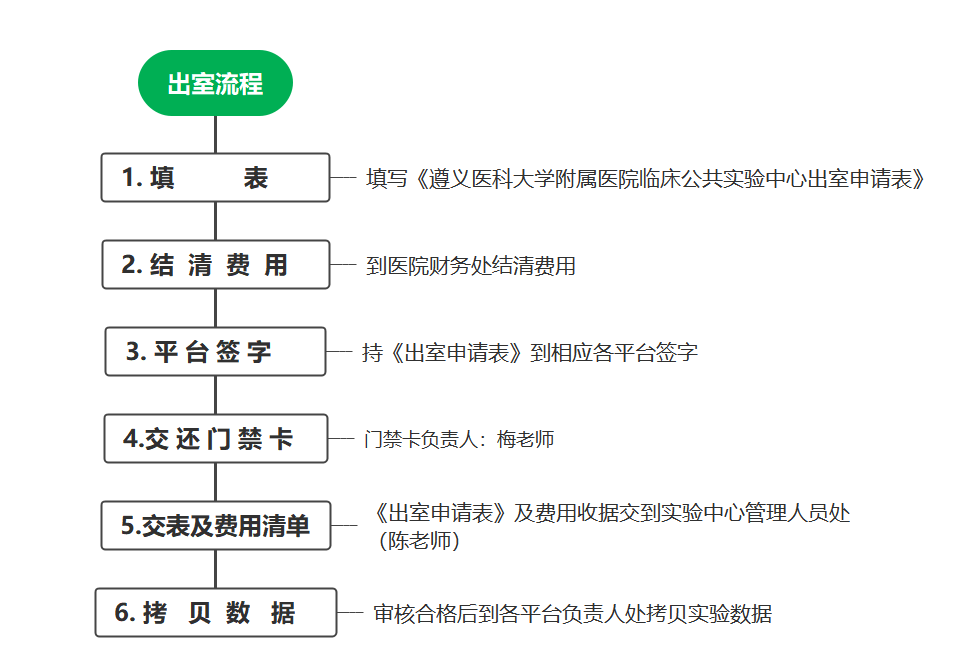 出室流程
1. 填 表
填写《遵义医科大学附属医院临床公共实验中心出室申请表》
2. 结 清 费 用
到医院财务处结清费用
3. 平 台 签 字
持《出室申请表》到相应各平台签字
4.交 还 门 禁 卡
门禁卡负责人：梅老师
5.交表及费用清单
《出室申请表》及费用收据交到实验中心管理人员处
（陈老师）
6. 拷 贝 数 据
审核合格后到各平台负责人处拷贝实验数据